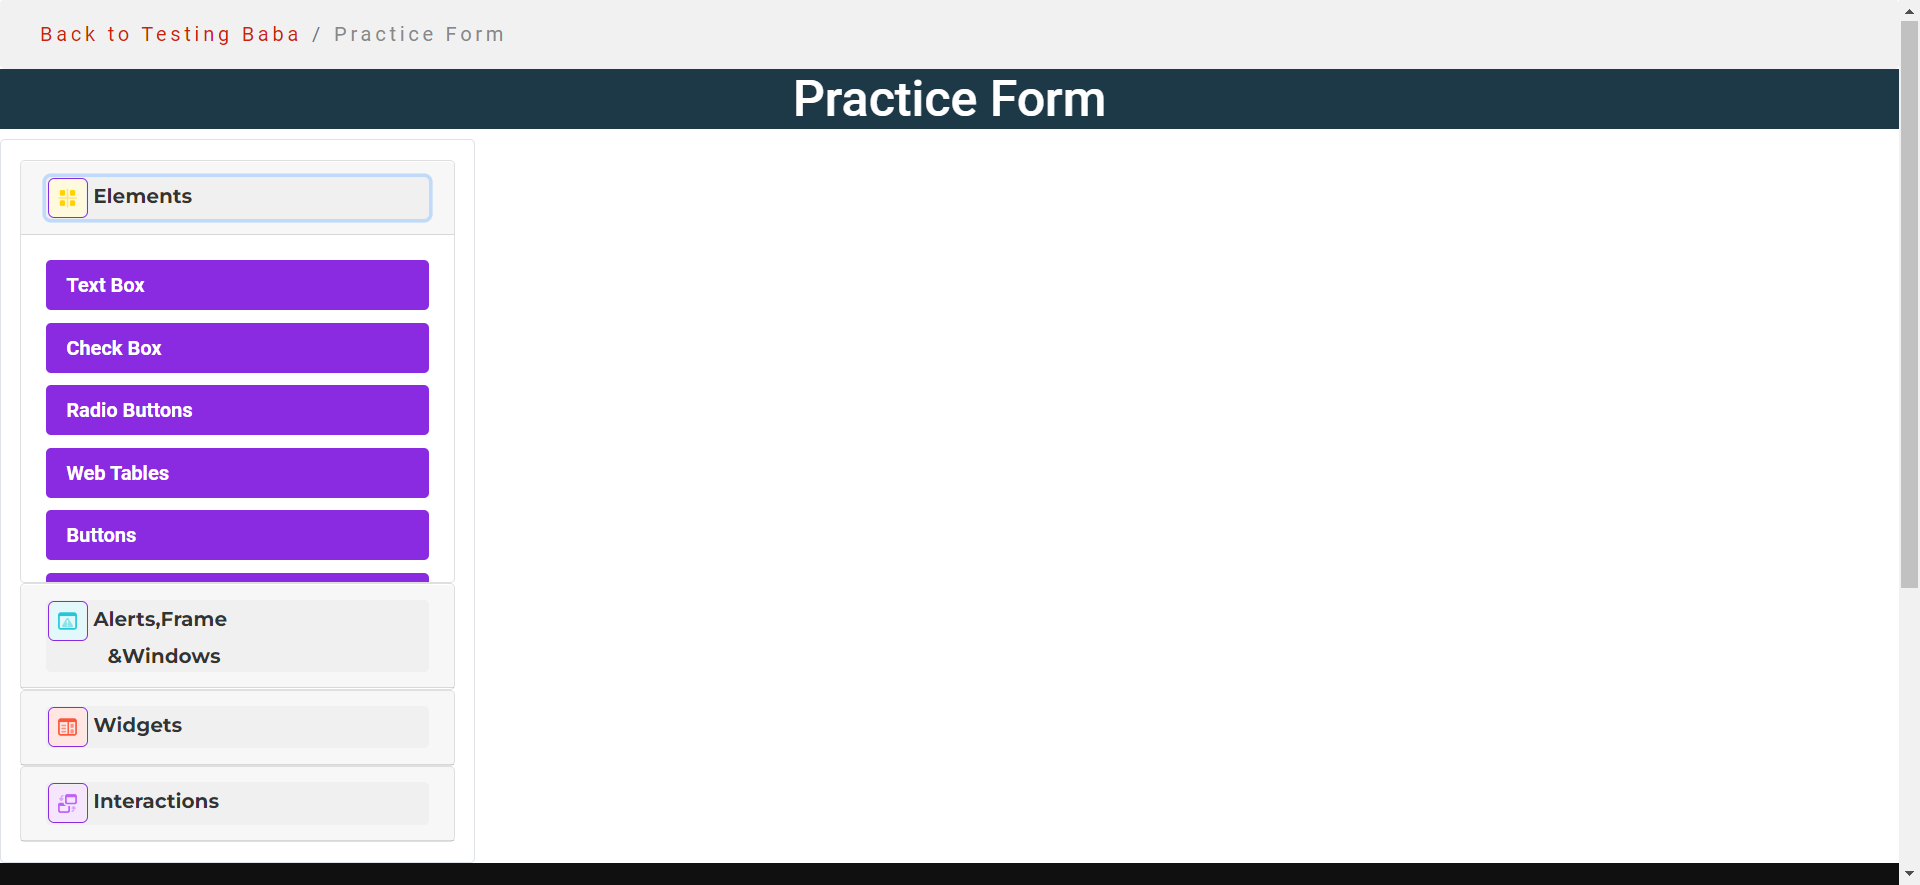 Back to Testing Baba / Practice Form
Practice Form
Elements
Text Box
Check Box
Radio Buttons
Web Tables
Buttons
Alerts,Frame
&Windows
Widgets
Interactions